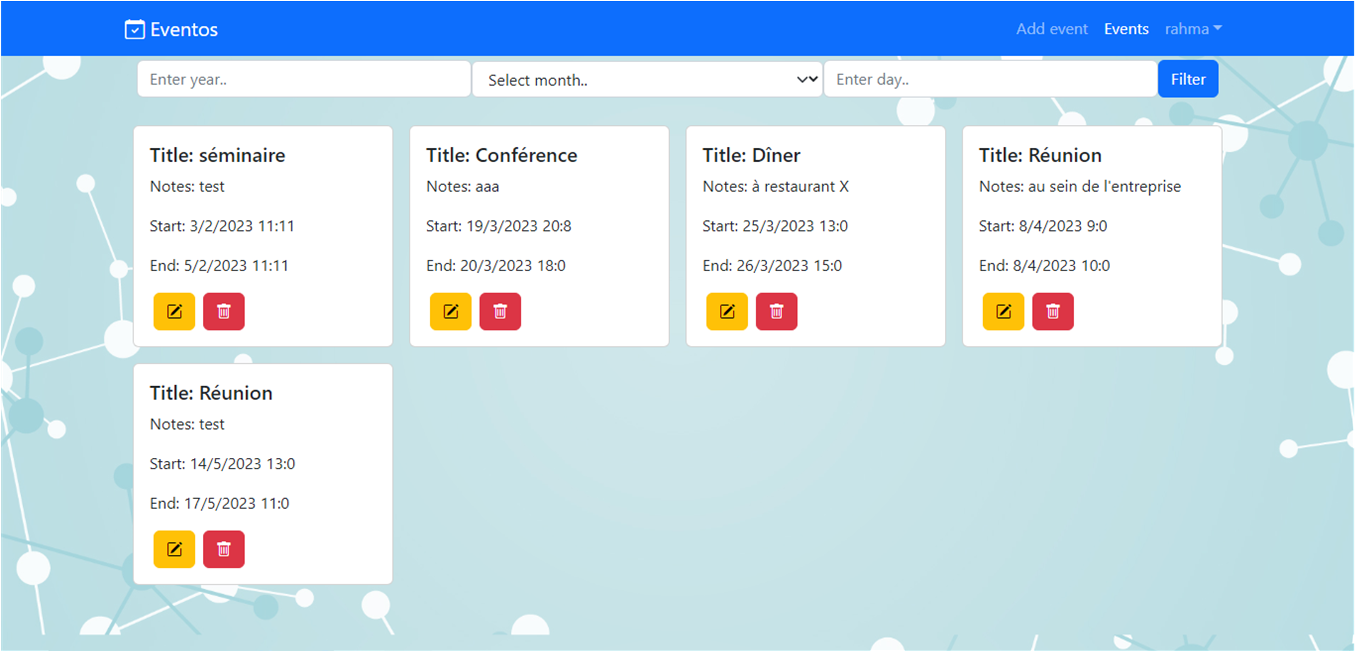 Eventos
Add event Events rahma
Enter year.. Select month.. Enter day.. Filter
Title: séminaire
Notes: test
Start: 3/2/2023 11:11
End: 5/2/2023 11:11
Title: Conférence
Notes: aaa
Start: 19/3/2023 20:8
End: 20/3/2023 18:0
Title: Dîner
Notes: à restaurant X
Start: 25/3/2023 13:0
End: 26/3/2023 15:0
Title: Réunion
Notes: au sein de l'entreprise
Start: 8/4/2023 9:0
End: 8/4/2023 10:0
Title: Réunion
Notes: test
Start: 14/5/2023 13:0
End: 17/5/2023 11:0